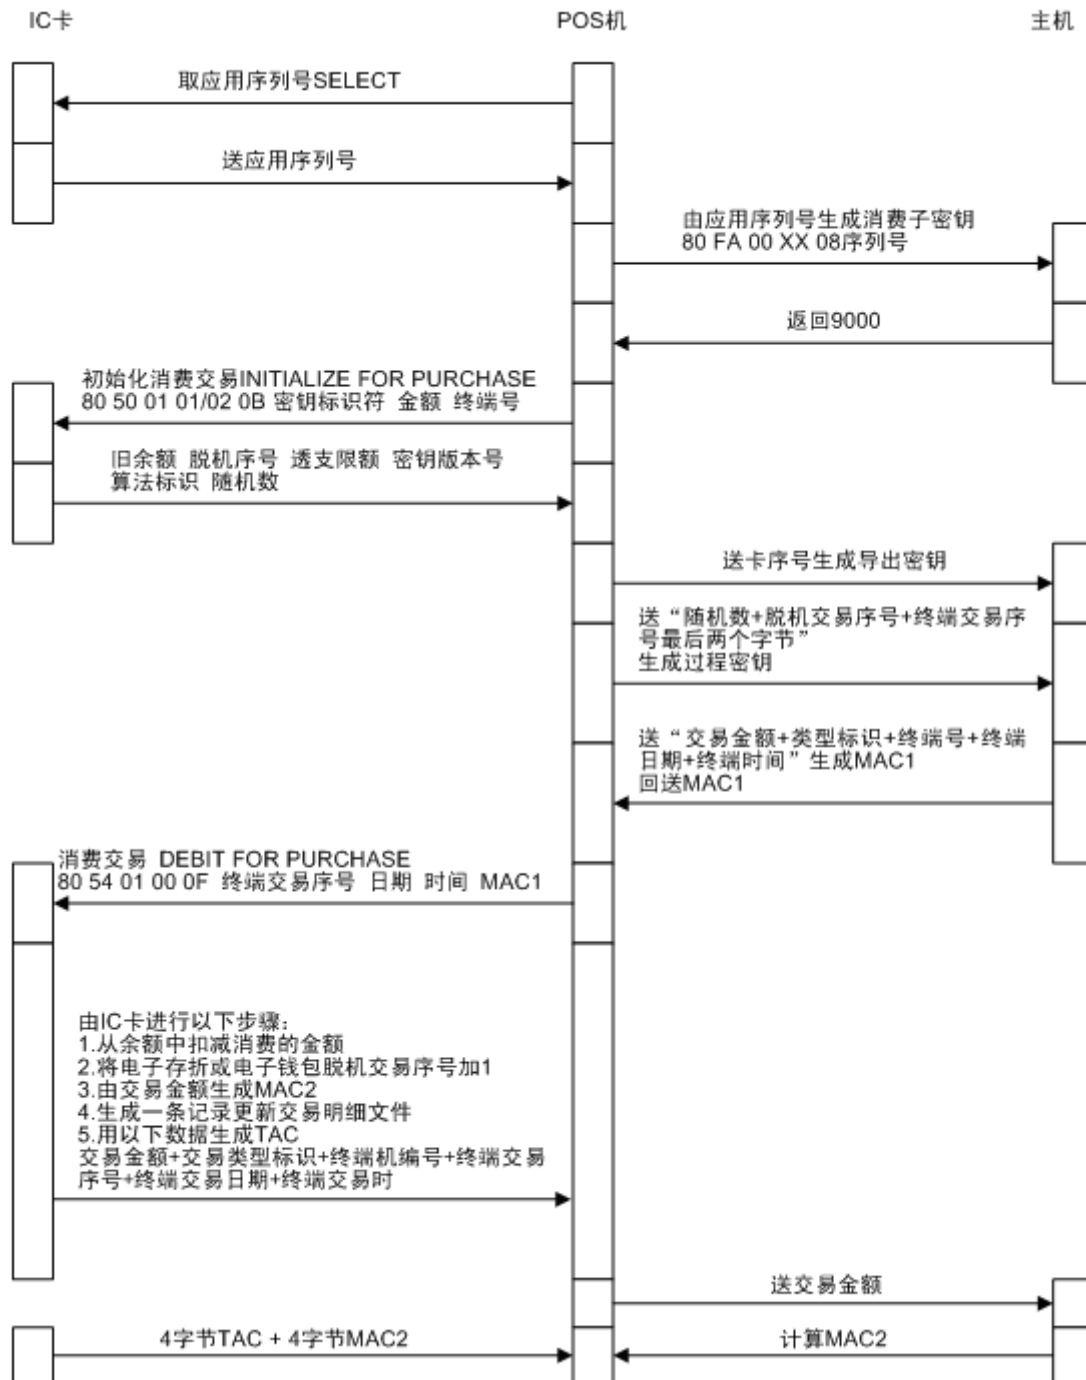 IC卡
POS机
主机
取应用序列号SELECT
送应用序列号
由应用序列号生成消费子密钥
80 FA 00 XX 08序列号
返回9000
初始化消费交易INITIALIZE FOR PURCHASE
80 50 01 01/02 0B 密钥标识符 金额 终端号
旧余额 脱机序号 透支限额 密钥版本号
算法标识 随机数
送卡序号生成导出密钥
送“随机数+脱机交易序号+终端交易序
号最后两个字节”
生成过程密钥
送“交易金额+类型标识+终端号+终端
日期+终端时间”生成MAC1
回送MAC1
消费交易 DEBIT FOR PURCHASE
80 54 01 00 0F 终端交易序号 日期 时间 MAC1
由IC卡进行以下步骤：
1.从余额中扣减消费的金额
2.将电子存折或电子钱包脱机交易序号加1
3.由交易金额生成MAC2
4.生成一条记录更新交易明细文件
5.用以下数据生成TAC
交易金额+交易类型标识+终端机编号+终端交易
序号+终端交易日期+终端交易时
送交易金额
4字节TAC + 4字节MAC2
计算MAC2